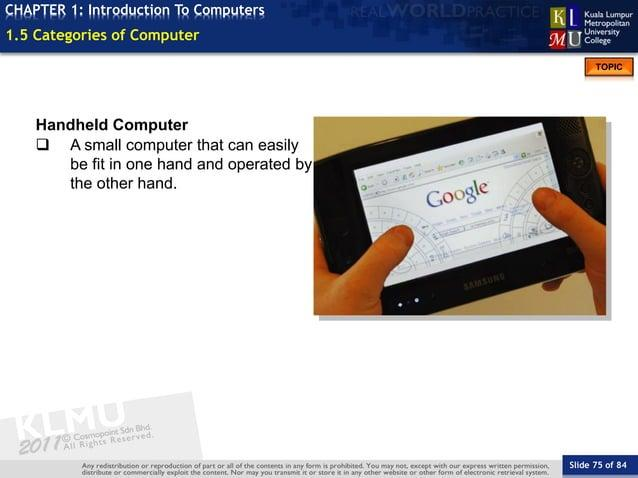 CHAPTER 1: Introduction To Computers
REALWORLDPRACTICE
1.5 Categories of Computer
KL
MU
Kuala Lumpur
Metropolitan
University
College
TOPIC
Handheld Computer
❑ A small computer that can easily
be fit in one hand and operated by
the other hand.
Google
SAMSUNG
KLMU
2011
© Cosmopoint Sdn Bhd.
All Rights Reserved.
Any redistribution or reproduction of part or all of the contents in any form is prohibited. You may not, except with our express written permission,
distribute or commercially exploit the content. Nor may you transmit it or store it in any other website or other form of electronic retrieval system.
Slide 75 of 84